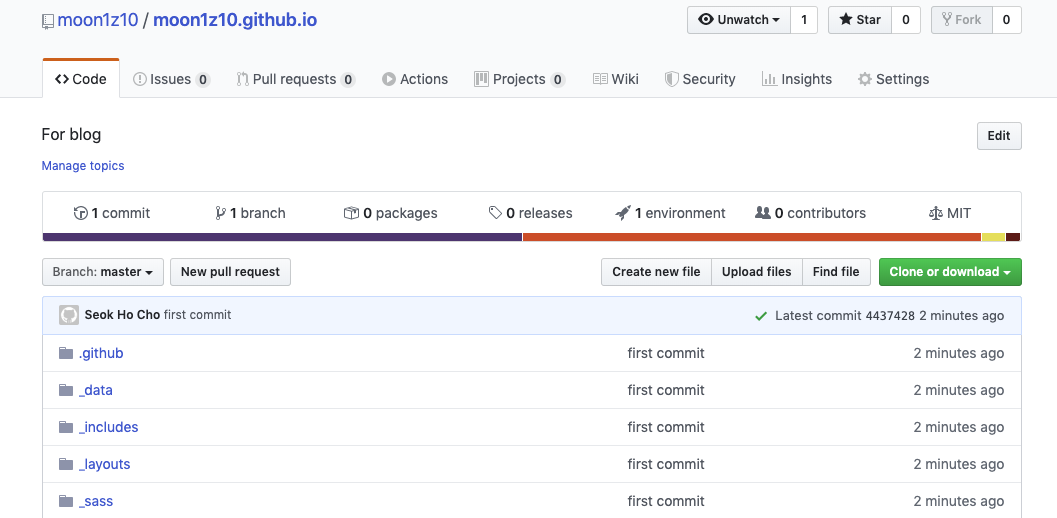 moon1z10 / moon1z10.github.io
Unwatch 1 Star 0 Fork 0
Code Issues 0 Pull requests 0 Actions Projects 0 Wiki Security Insights Settings
For blog Edit
Manage topics
1 commit 1 branch 0 packages 0 releases 1 environment 0 contributors MIT
Branch: master New pull request Create new file Upload files Find file Clone or download
Seok Ho Cho first commit Latest commit 4437428 2 minutes ago
.github first commit 2 minutes ago
_data first commit 2 minutes ago
_includes first commit 2 minutes ago
_layouts first commit 2 minutes ago
_sass first commit 2 minutes ago